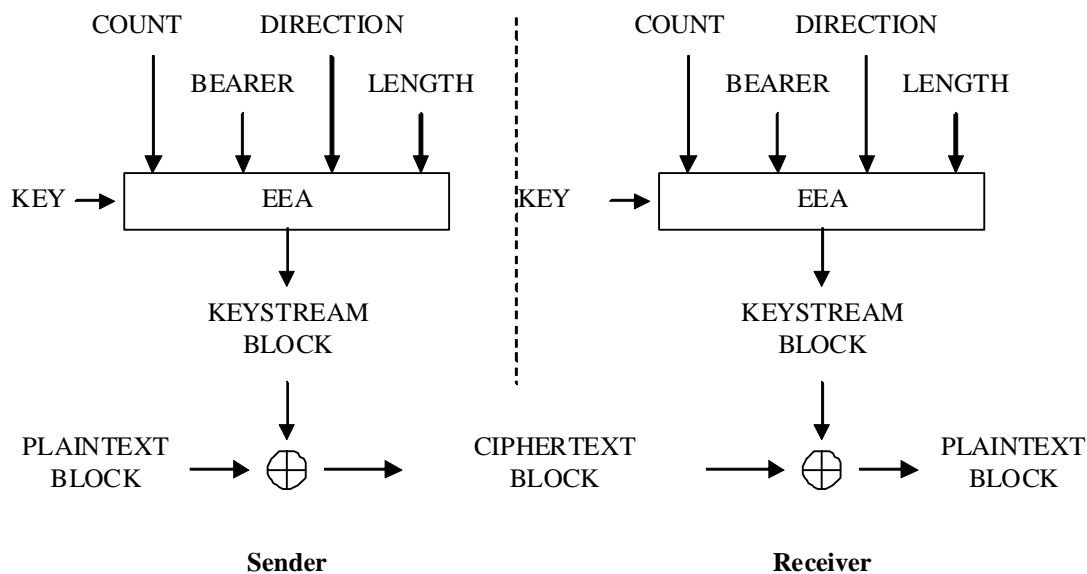 COUNT DIRECTION COUNT DIRECTION
BEARER LENGTH BEARER LENGTH
KEY EEA KEY EEA
KEYSTREAM BLOCK KEYSTREAM BLOCK
PLAINTEXT BLOCK CIPHERTEXT BLOCK PLAINTEXT BLOCK
Sender Receiver